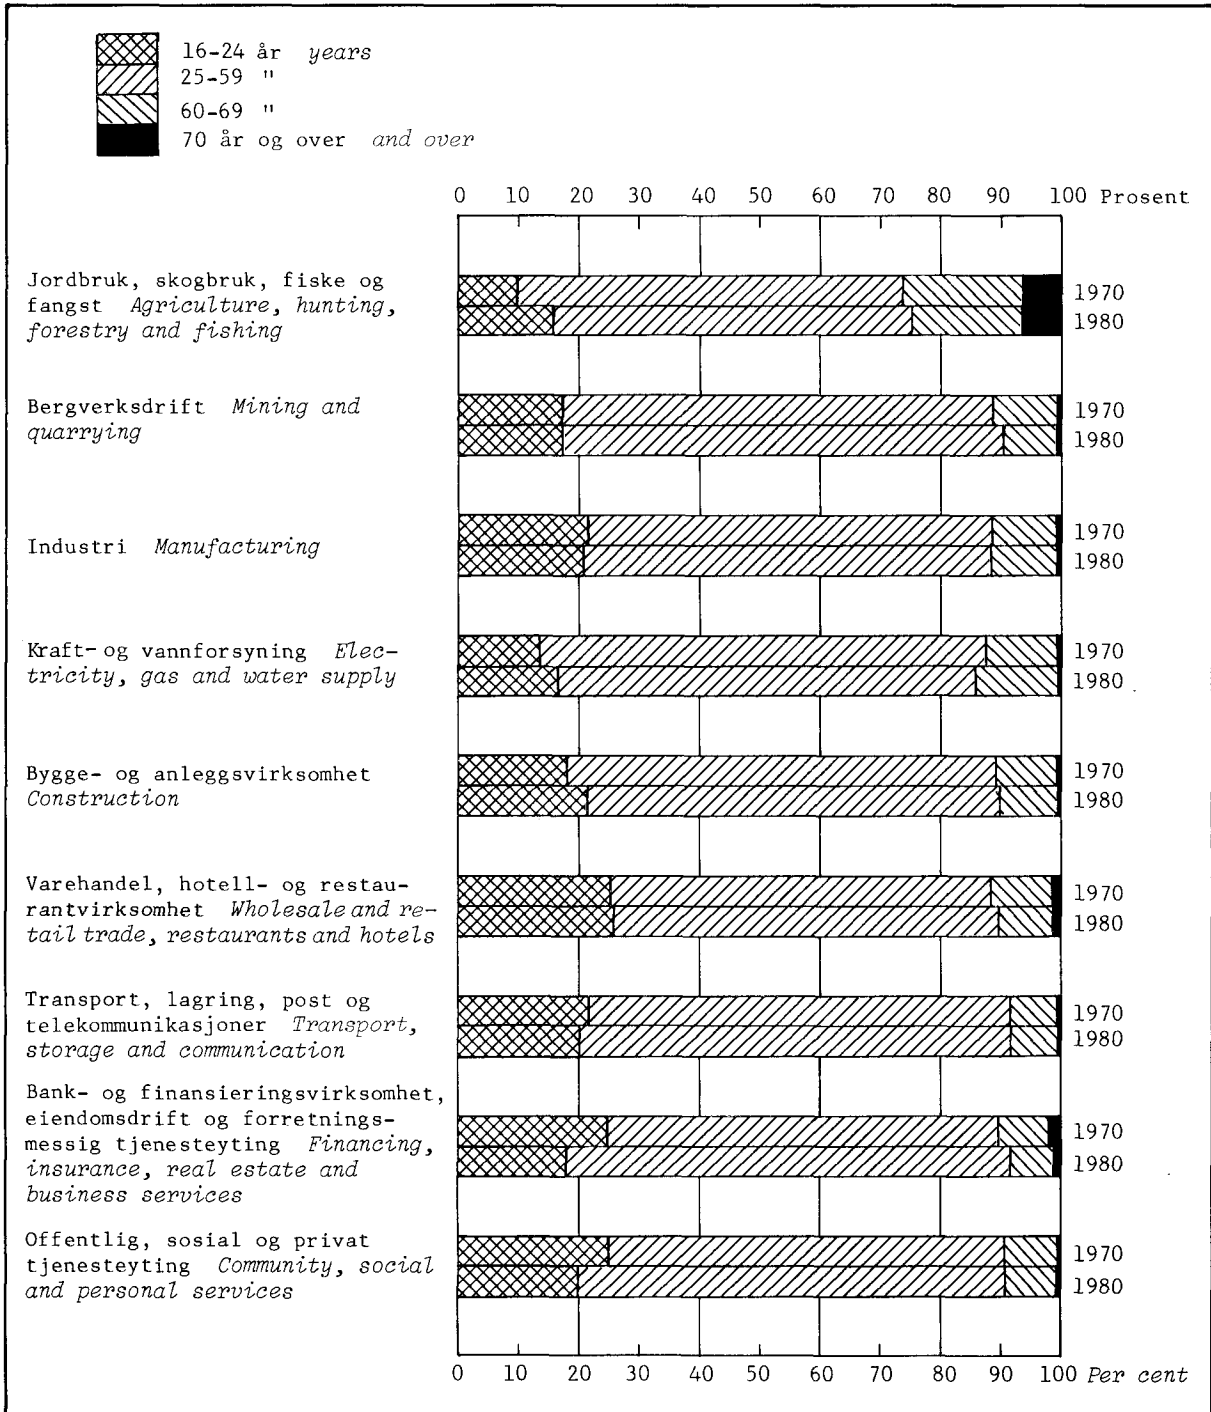 16-24 år years
25-59 "
60-69 "
70 år og over and over
0 10 20 30 40 50 60 70 80 90 100 Prosent
Jordbruk, skogbruk, fiske og
fangst Agriculture, hunting,
forestry and fishing
1970
1980
Bergverksdrift Mining and
quarrying
1970
1980
Industri Manufacturing
1970
1980
Kraft- og vannforsyning Elec-
tricity, gas and water supply
1970
1980
Bygge- og anleggsvirksomhet
Construction
1970
1980
Varehandel, hotell- og restau-
rantvirksomhet Wholesale and re-
tail trade, restaurants and hotels
1970
1980
Transport, lagring, post og
telekommunikasjoner Transport,
storage and communication
1970
1980
Bank- og finansieringsvirksomhet,
eiendomsdrift og forretnings-
messig tjenesteyting Financing,
insurance, real estate and
business services
1970
1980
Offentlig, sosial og privat
tjenesteyting Community, social
and personal services
1970
1980
0 10 20 30 40 50 60 70 80 90 100 Per cent